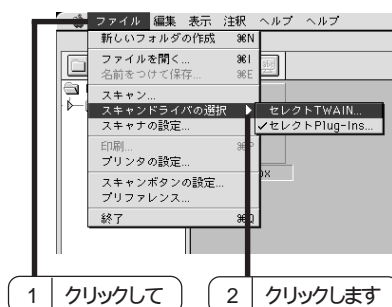 ファイル 編集 表示 注釈 ヘルプ ヘルプ
新しいフォルダの作成 ⌘N
ファイルを開く... ⌘I
名前をつけて保存... ⌘E
スキャン...
スキャンドライバの選択 ▶
セレクトTWAIN...
✓セレクトPlug-Ins...
スキャナの設定...
印刷... ⌘P
プリンタの設定...
スキャンボタンの設定...
プリファレンス...
終了 ⌘Q
1 クリックして
2 クリックします